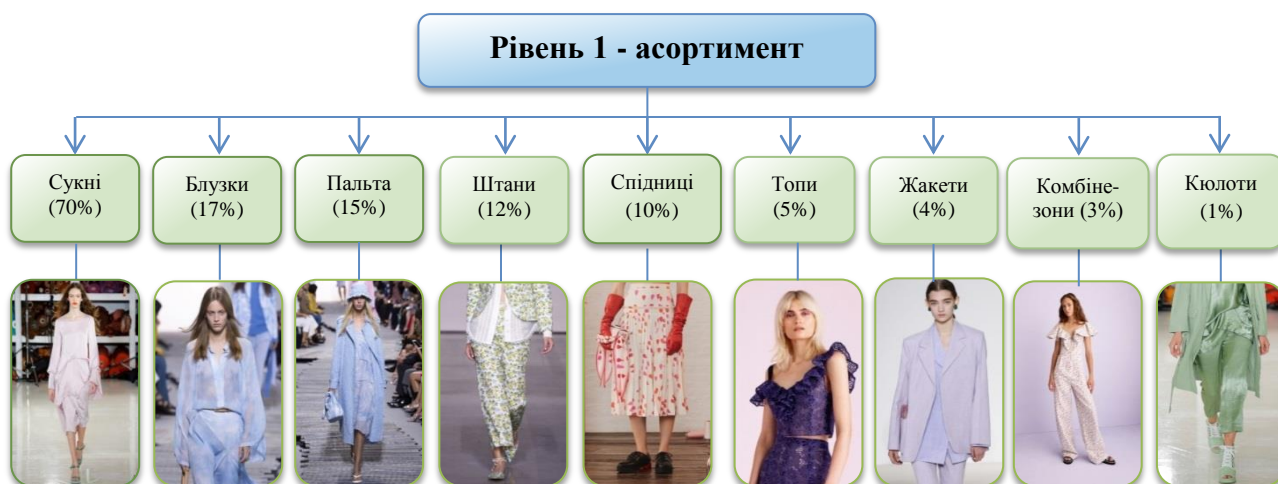 Рівень 1 - асортимент
Сукні
(70%)
Блузки
(17%)
Пальта
(15%)
Штани
(12%)
Спідниці
(10%)
Топи
(5%)
Жакети
(4%)
Комбіне-
зони (3%)
Кюлоти
(1%)